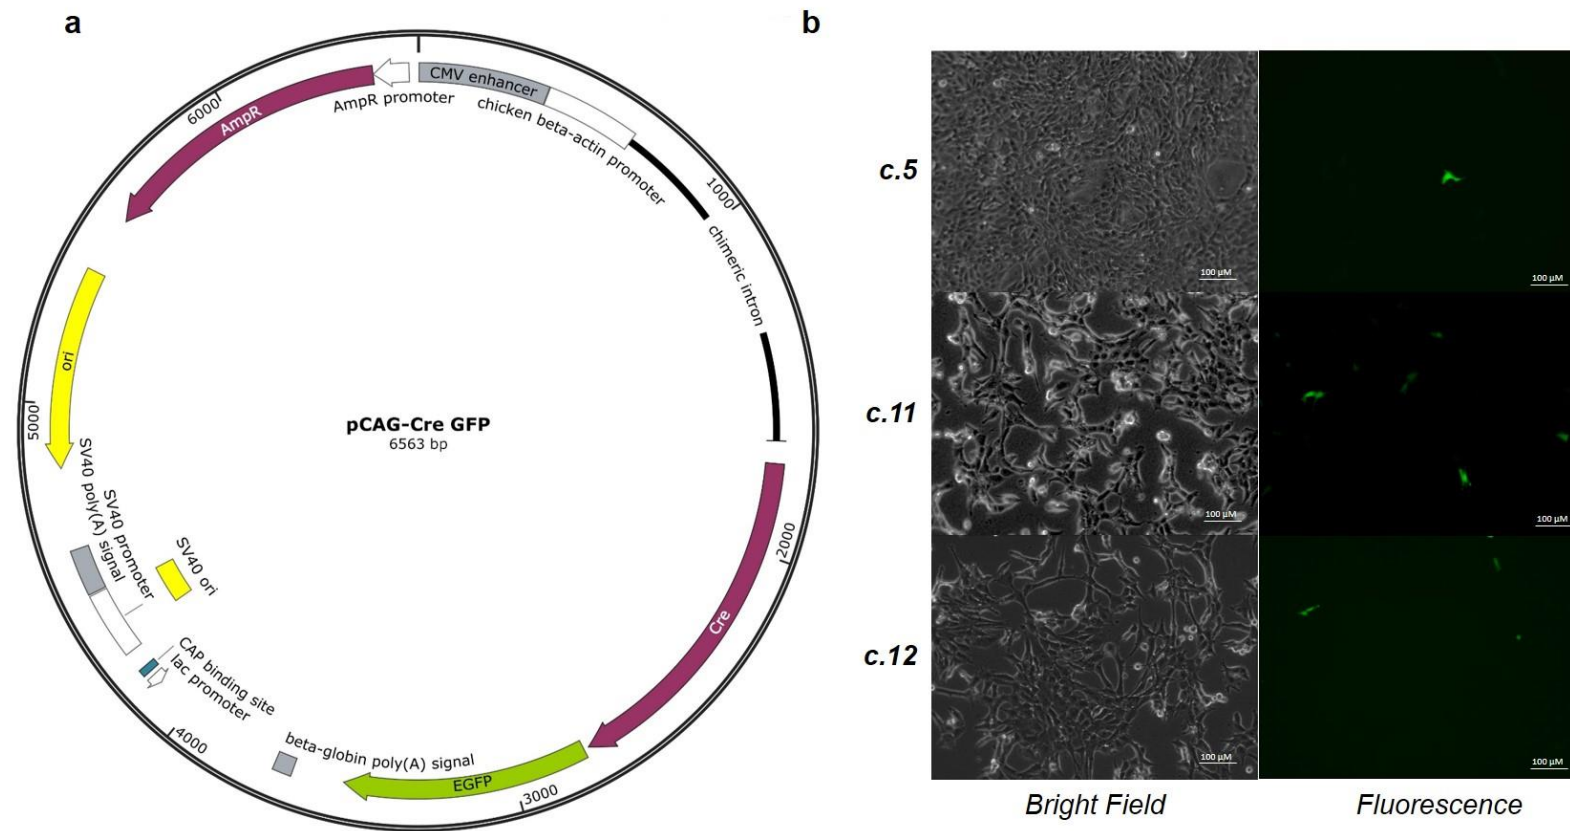 a
b
CMV enhancer
AmpR promoter
chicken beta-actin promoter
6000
AmpR
1000
chimeric intron
ori
5000
pCAG-Cre GFP
6563 bp
SV40 poly(A) signal
SV40 promoter
SV40 ori
2000
Cre
CAP binding site
lac promoter
4000
beta-globin poly(A) signal
EGFP
3000
c.5
100 µM
100 µM
c.11
100 µM
100 µM
c.12
100 µM
100 µM
Bright Field
Fluorescence